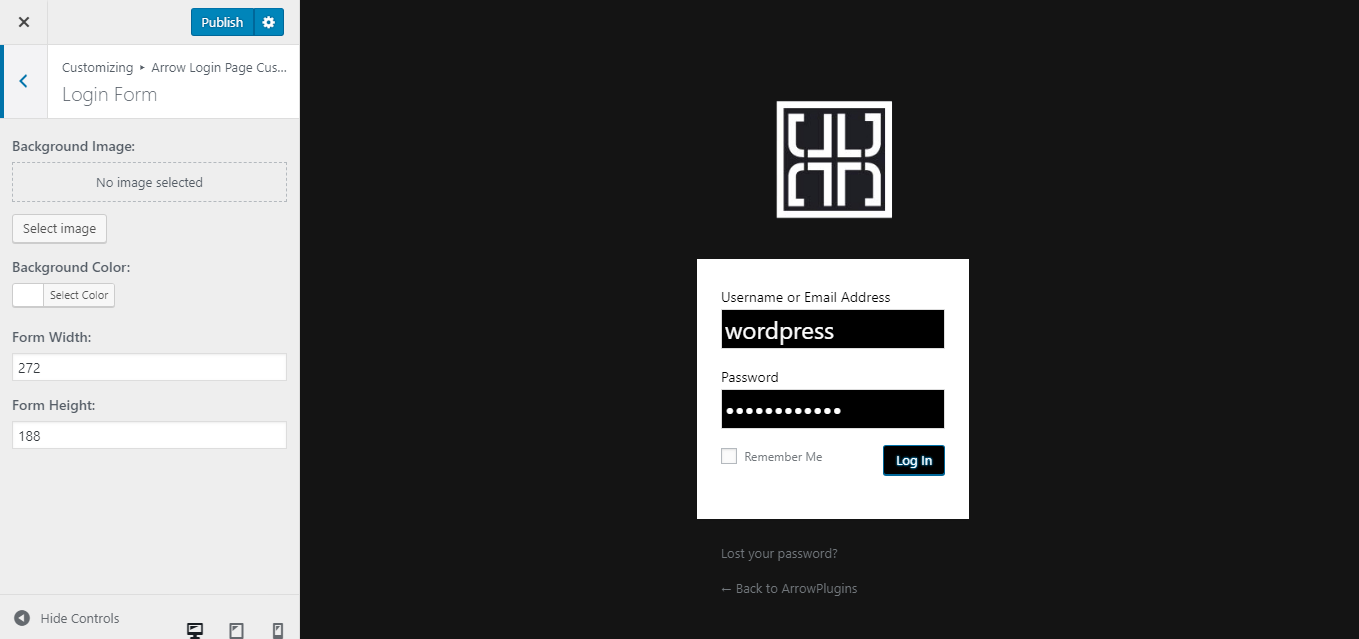 Publish
Customizing ▸ Arrow Login Page Cus...
Login Form
Background Image:
No image selected
Select image
Background Color:
Select Color
Form Width:
272
Form Height:
188
Hide Controls
Username or Email Address
wordpress
Password
••••••••••••
Remember Me
Log In
Lost your password?
← Back to ArrowPlugins